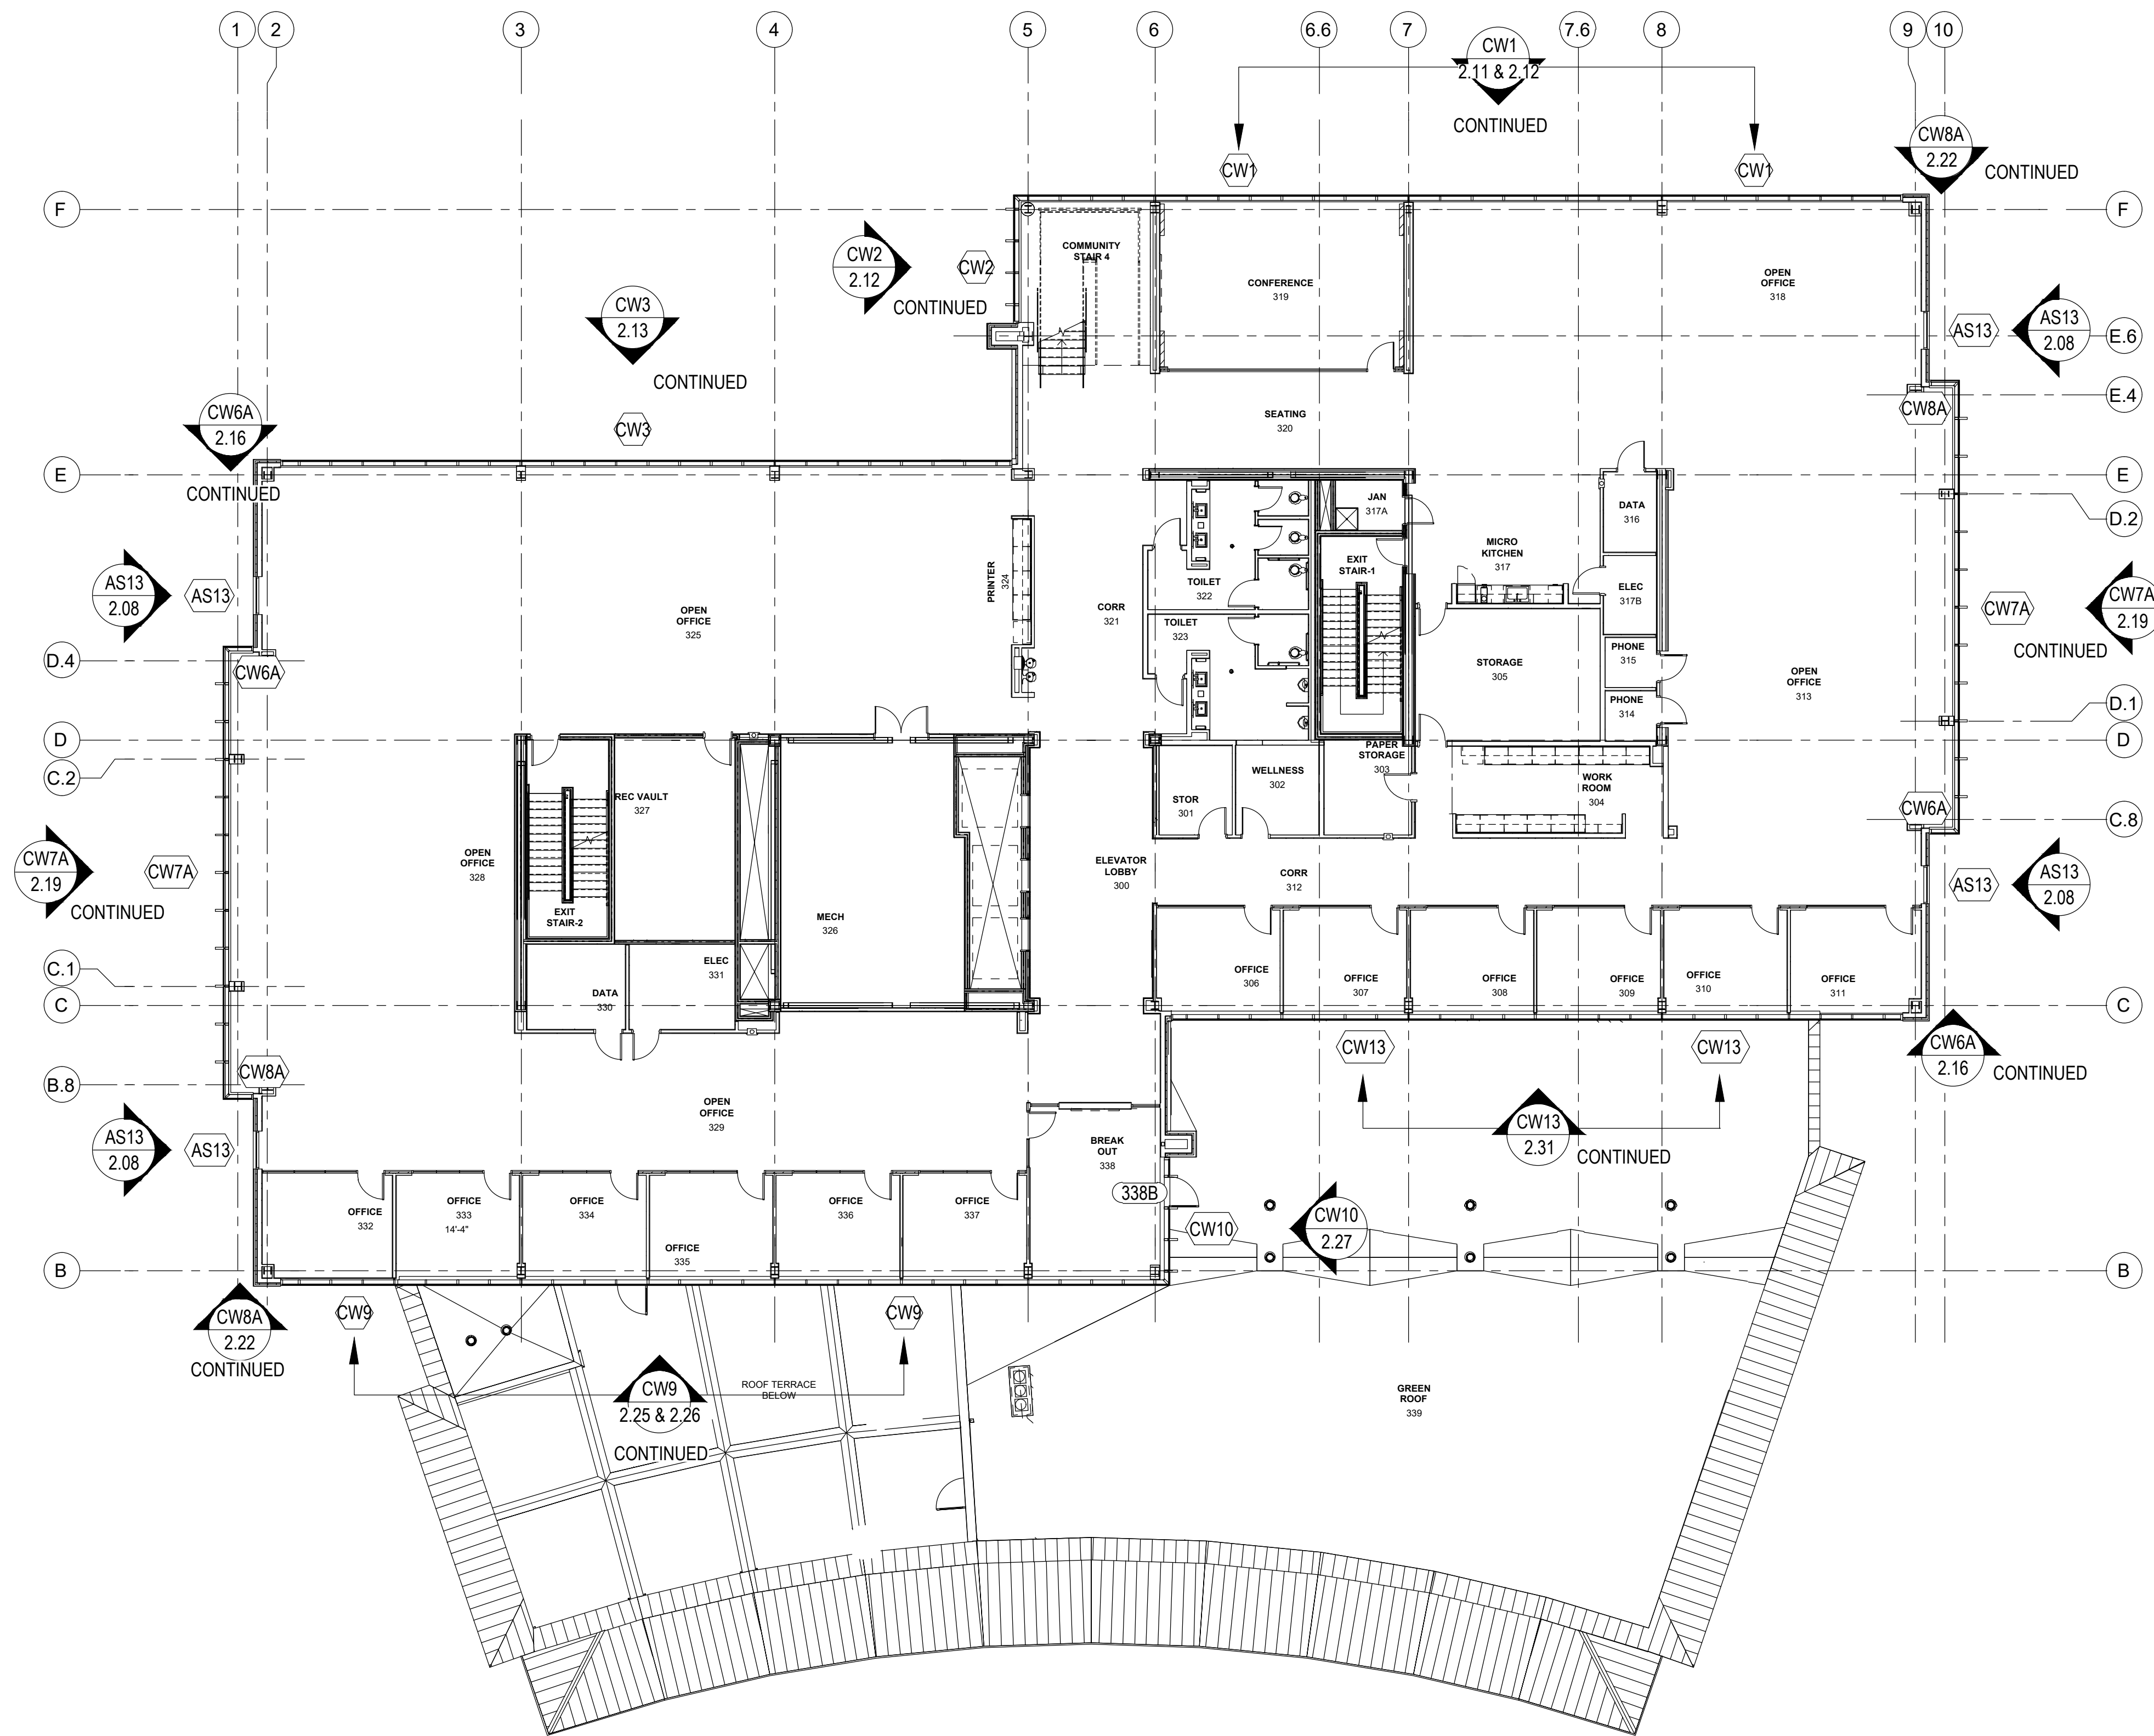 1
2
3
4
5
6
6.6
7
7.6
8
9
10
CW1
2.11 & 2.12
CONTINUED
CW1
CW1
CW8A
2.22
CONTINUED
F
F
COMMUNITY
STAIR 4
CW2
2.12
CONTINUED
CW2
CONFERENCE
319
OPEN
OFFICE
318
CW3
2.13
CONTINUED
AS13
AS13
2.08
E.6
E.4
CW6A
2.16
CONTINUED
CW3
SEATING
320
CW8A
E
E
JAN
317A
DATA
316
D.2
MICRO
KITCHEN
317
EXIT
STAIR-1
AS13
2.08
AS13
OPEN
OFFICE
325
PRINTER
324
CORR
321
TOILET
322
TOILET
323
ELEC
317B
CW7A
CW7A
2.19
CONTINUED
D.4
CW6A
STORAGE
305
PHONE
315
PHONE
314
OPEN
OFFICE
313
D.1
D
D
C.2
PAPER
STORAGE
303
WELLNESS
302
STOR
301
WORK
ROOM
304
REC VAULT
327
CW6A
C.8
CW7A
2.19
CONTINUED
CW7A
OPEN
OFFICE
328
EXIT
STAIR-2
MECH
326
ELEVATOR
LOBBY
300
CORR
312
AS13
AS13
2.08
C.1
C
C
DATA
330
ELEC
331
OFFICE
306
OFFICE
307
OFFICE
308
OFFICE
309
OFFICE
310
OFFICE
311
CW13
CW13
CW6A
2.16
CONTINUED
B.8
CW8A
OPEN
OFFICE
329
CW13
2.31
CONTINUED
AS13
2.08
AS13
BREAK
OUT
338
338B
OFFICE
332
OFFICE
333
14'-4"
OFFICE
334
OFFICE
335
OFFICE
336
OFFICE
337
CW10
CW10
2.27
B
B
CW8A
2.22
CONTINUED
CW9
CW9
CW9
2.25 & 2.26
CONTINUED
ROOF TERRACE
BELOW
GREEN
ROOF
339